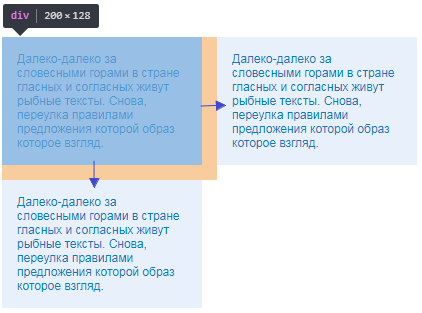 div 200 × 128
Далеко-далеко за
словесными горами в стране
гласных и согласных живут
рыбные тексты. Снова,
переулка правилами
предложения которой образ
которое взгляд.
Далеко-далеко за
словесными горами в стране
гласных и согласных живут
рыбные тексты. Снова,
переулка правилами
предложения которой образ
которое взгляд.
Далеко-далеко за
словесными горами в стране
гласных и согласных живут
рыбные тексты. Снова,
переулка правилами
предложения которой образ
которое взгляд.